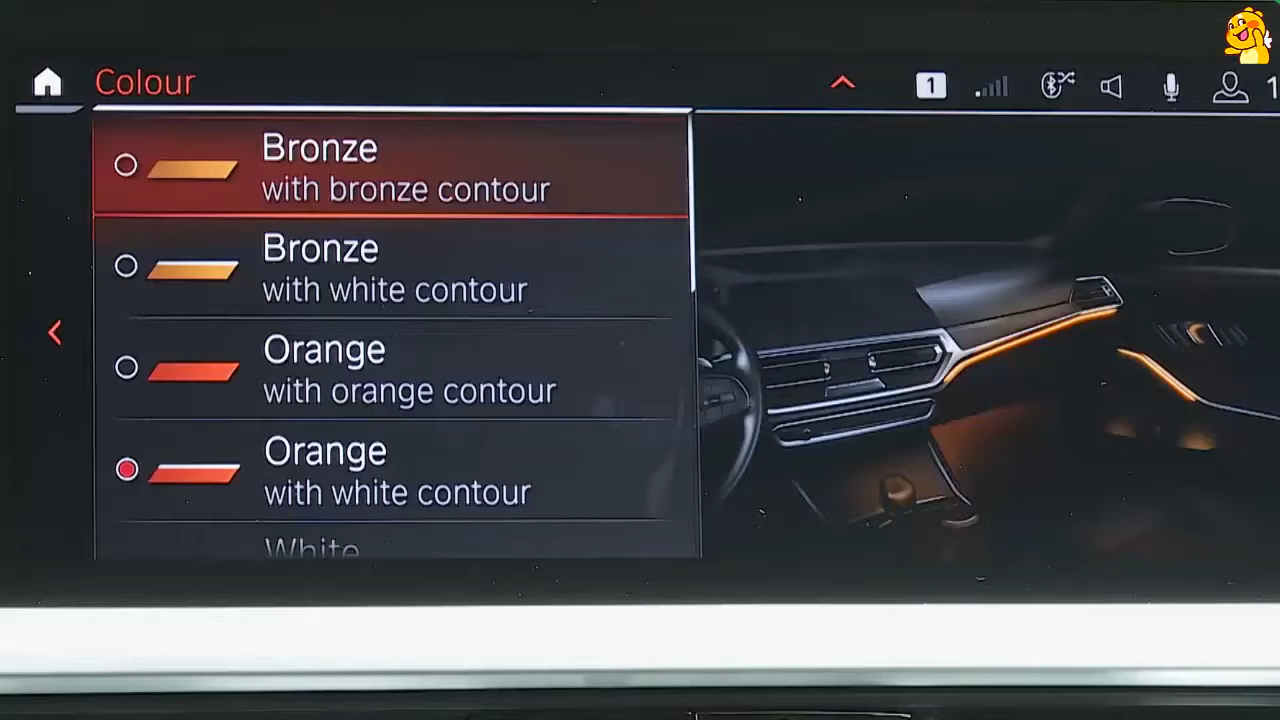 Colour
1
1
Bronze
with bronze contour
Bronze
with white contour
Orange
with orange contour
Orange
with white contour
White